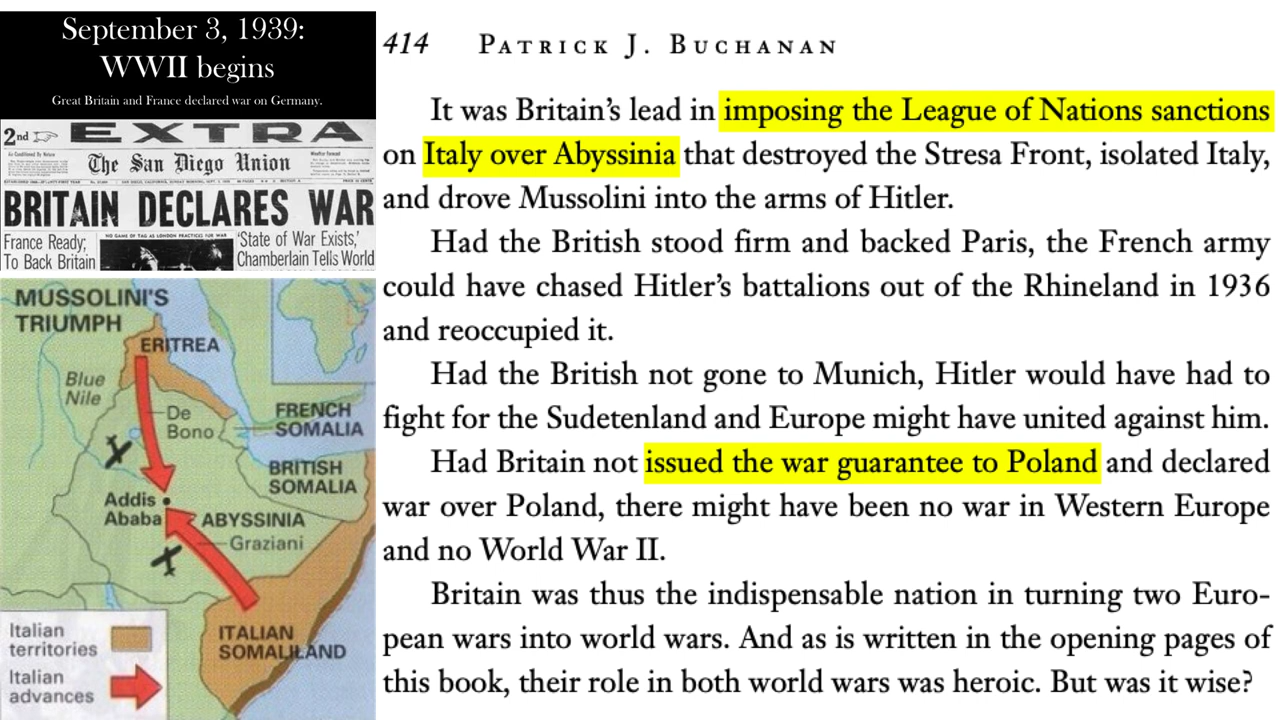 September 3, 1939:
WWII begins
Great Britain and France declared war on Germany.
2nd EXTRA
The San Diego Union
BRITAIN DECLARES WAR
France Ready;
To Back Britain
NO GAME OF TAG AS LONDON PRACTICES FOR WAR
'State of War Exists,'
Chamberlain Tells World
MUSSOLINI'S
TRIUMPH
ERITREA
Blue
Nile
De
Bono
FRENCH
SOMALIA
BRITISH
SOMALIA
Addis
Ababa
ABYSSINIA
Graziani
ITALIAN
SOMALILAND
Italian
territories
Italian
advances
414 PATRICK J. BUCHANAN
It was Britain's lead in imposing the League of Nations sanctions
on Italy over Abyssinia that destroyed the Stresa Front, isolated Italy,
and drove Mussolini into the arms of Hitler.
Had the British stood firm and backed Paris, the French army
could have chased Hitler's battalions out of the Rhineland in 1936
and reoccupied it.
Had the British not gone to Munich, Hitler would have had to
fight for the Sudetenland and Europe might have united against him.
Had Britain not issued the war guarantee to Poland and declared
war over Poland, there might have been no war in Western Europe
and no World War II.
Britain was thus the indispensable nation in turning two Euro-
pean wars into world wars. And as is written in the opening pages of
this book, their role in both world wars was heroic. But was it wise?